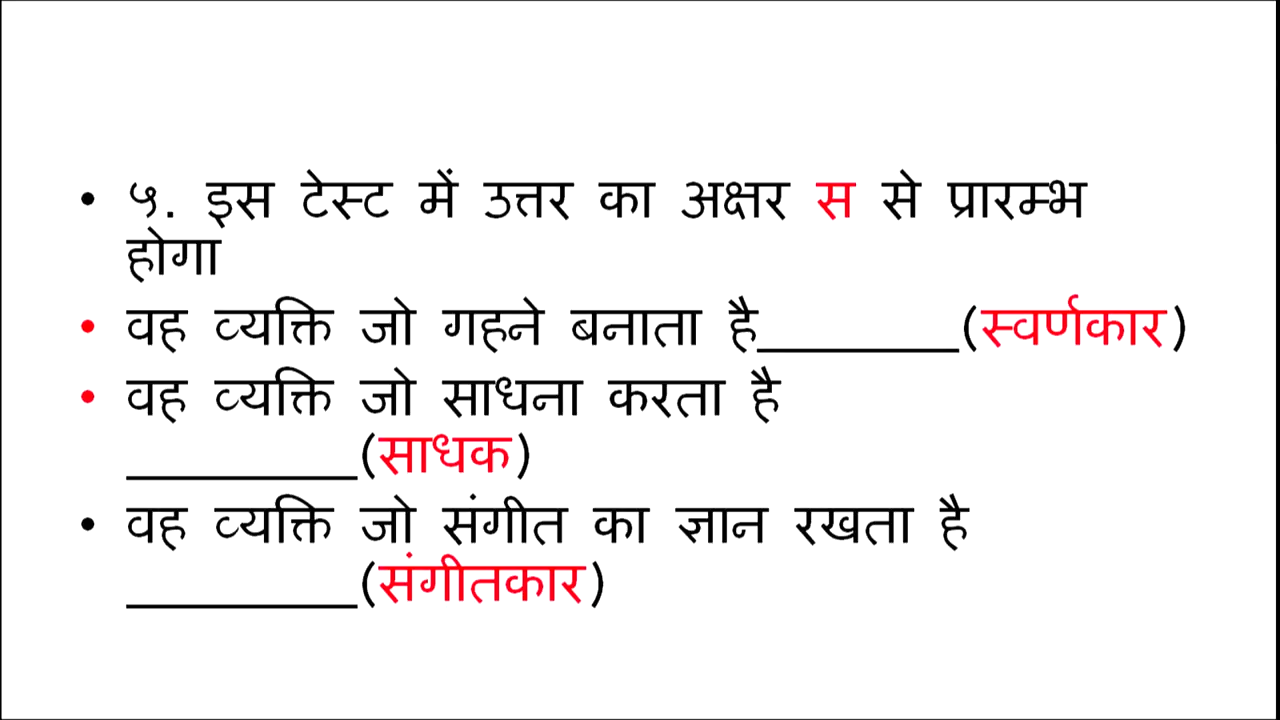 • ५. इस टेस्ट में उत्तर का अक्षर स से प्रारम्भ
होगा
• वह व्यक्ति जो गहने बनाता है________(स्वर्णकार)
• वह व्यक्ति जो साधना करता है
_________(साधक)
• वह व्यक्ति जो संगीत का ज्ञान रखता है
_________(संगीतकार)